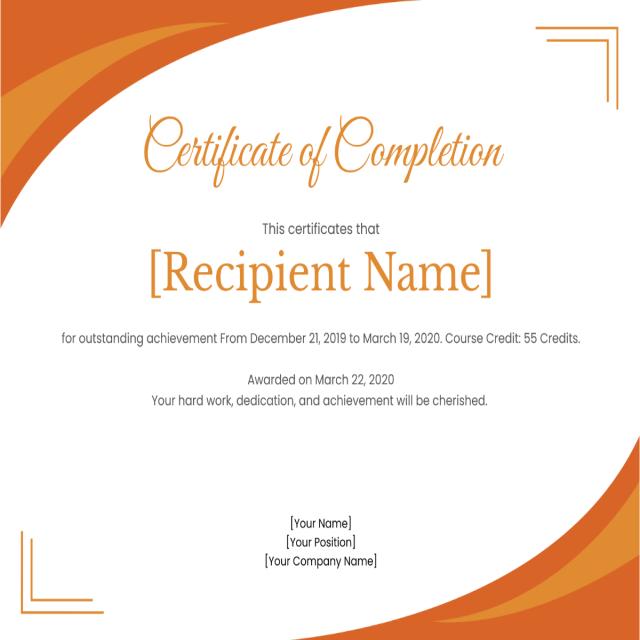 Certificate of Completion
This certificates that
[Recipient Name]
for outstanding achievement From December 21, 2019 to March 19, 2020. Course Credit: 55 Credits.
Awarded on March 22, 2020
Your hard work, dedication, and achievement will be cherished.
[Your Name]
[Your Position]
[Your Company Name]